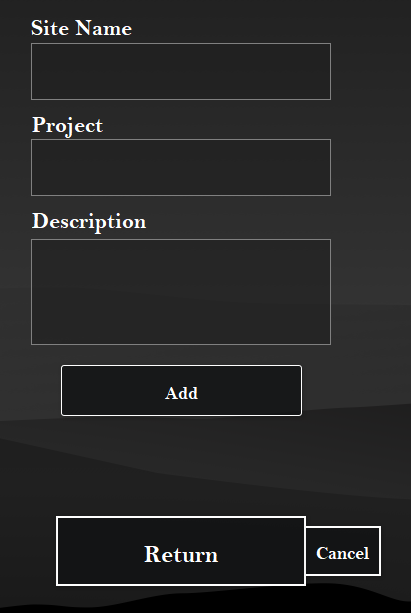 Site Name
Project
Description
Add
Return
Cancel